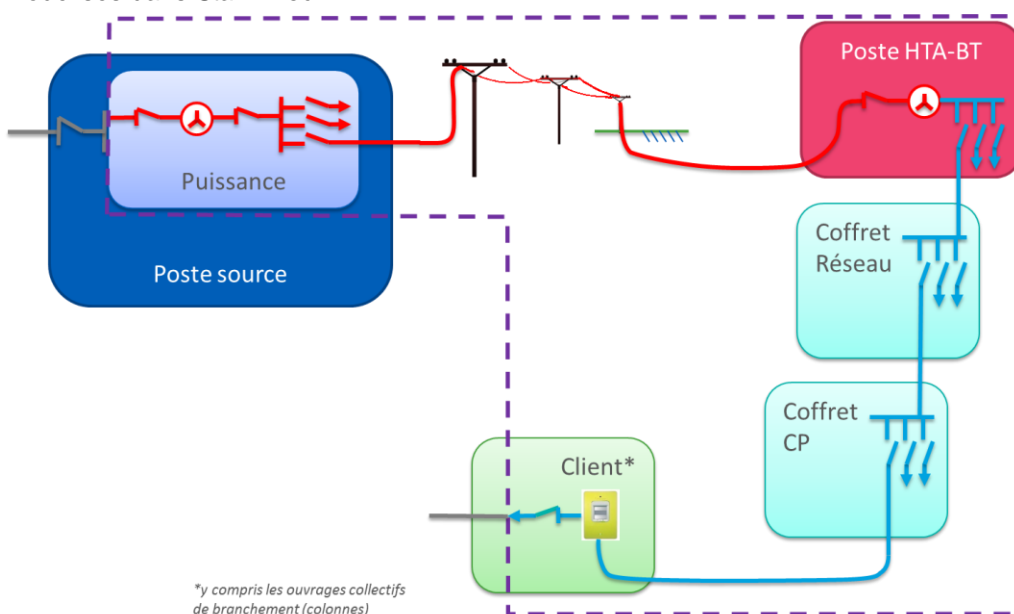 Poste HTA-BT
Puissance
Poste source
Coffret
Réseau
Coffret
CP
Client*
*y compris les ouvrages collectifs
de branchement (colonnes)